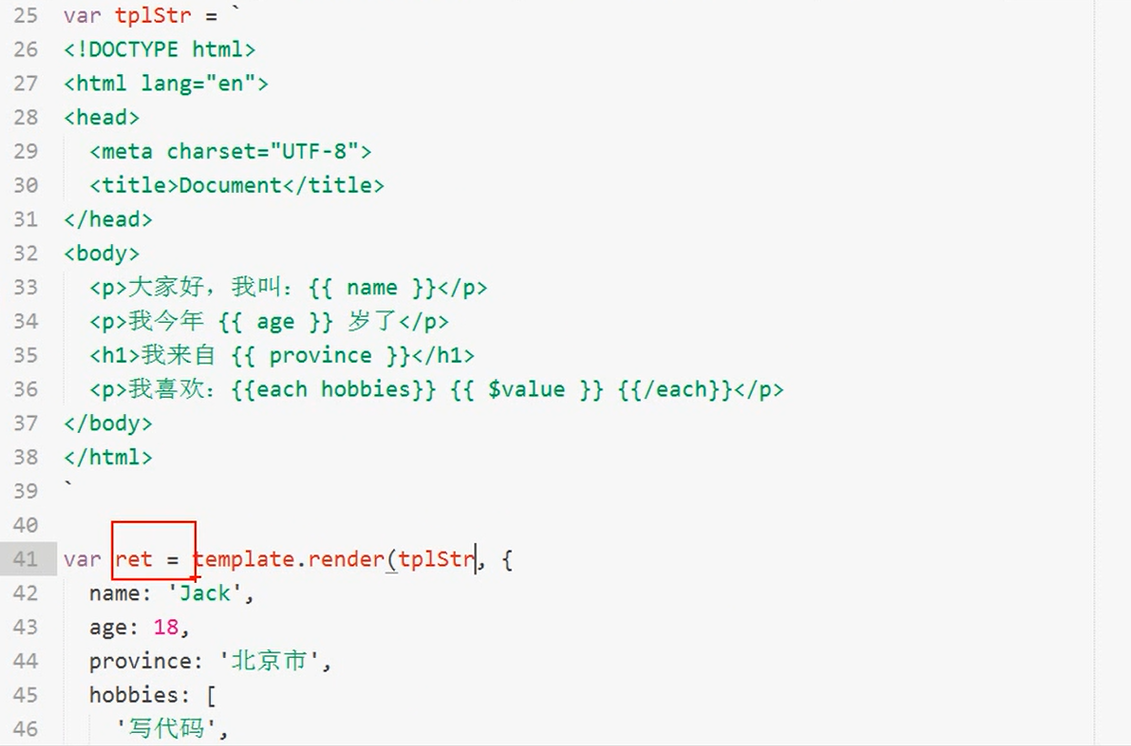 25 var tplStr = `
26 <!DOCTYPE html>
27 <html lang="en">
28 <head>
29 <meta charset="UTF-8">
30 <title>Document</title>
31 </head>
32 <body>
33 <p>大家好，我叫：{{ name }}</p>
34 <p>我今年 {{ age }} 岁了</p>
35 <h1>我来自 {{ province }}</h1>
36 <p>我喜欢：{{each hobbies}} {{ $value }} {{/each}}</p>
37 </body>
38 </html>
39 `
40
41 var ret = template.render(tplStr, {
42 name: 'Jack',
43 age: 18,
44 province: '北京市',
45 hobbies: [
46 '写代码',